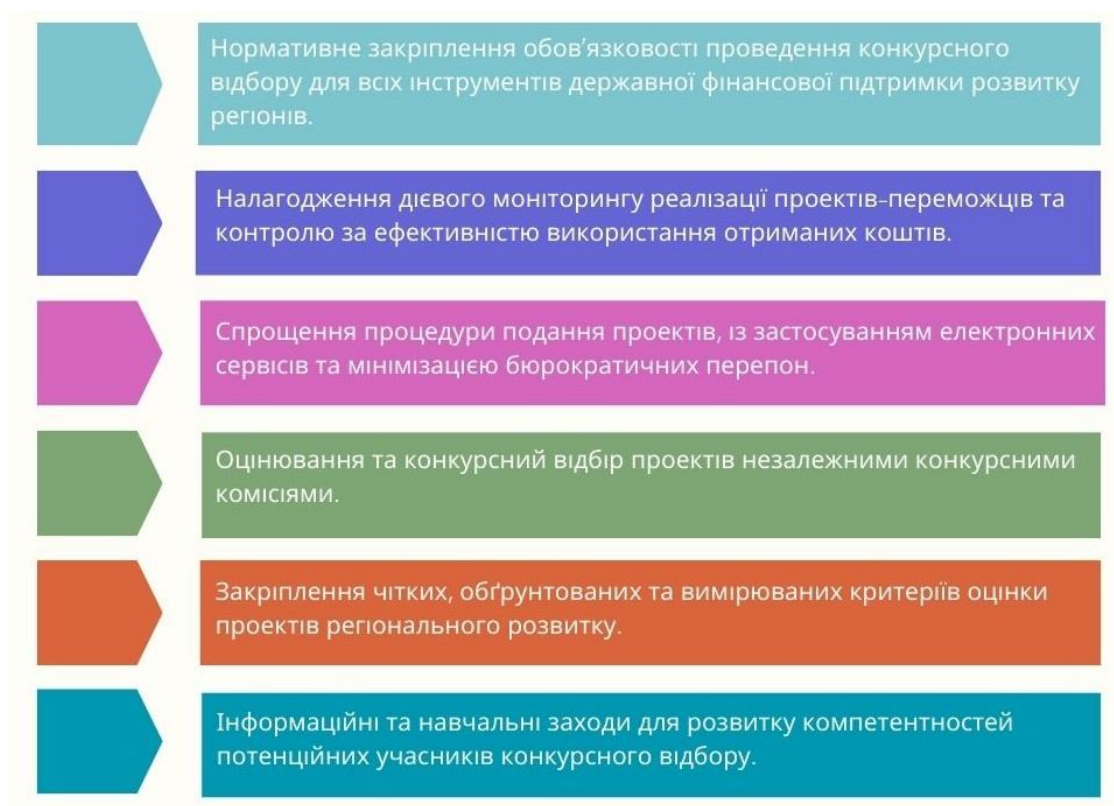 Нормативне закріплення обов’язковості проведення конкурсного
відбору для всіх інструментів державної фінансової підтримки розвитку
регіонів.
Налагодження дієвого моніторингу реалізації проектів-переможців та
контролю за ефективністю використання отриманих коштів.
Спрощення процедури подання проектів, із застосуванням електронних
сервісів та мінімізацією бюрократичних перепон.
Оцінювання та конкурсний відбір проектів незалежними конкурсними
комісіями.
Закріплення чітких, обґрунтованих та вимірюваних критеріїв оцінки
проектів регіонального розвитку.
Інформаційні та навчальні заходи для розвитку компетентностей
потенційних учасників конкурсного відбору.